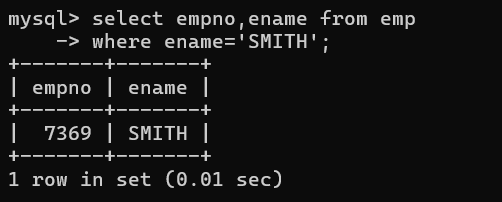 mysql> select empno,ename from emp
    -> where ename='SMITH';
+-------+-------+
| empno | ename |
+-------+-------+
|  7369 | SMITH |
+-------+-------+
1 row in set (0.01 sec)